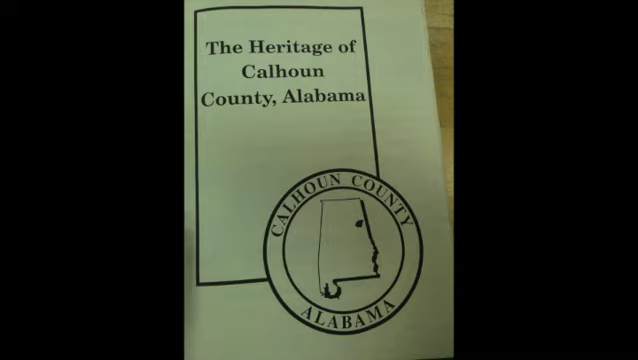 The Heritage of
Calhoun
County, Alabama
CALHOUN COUNTY
ALABAMA